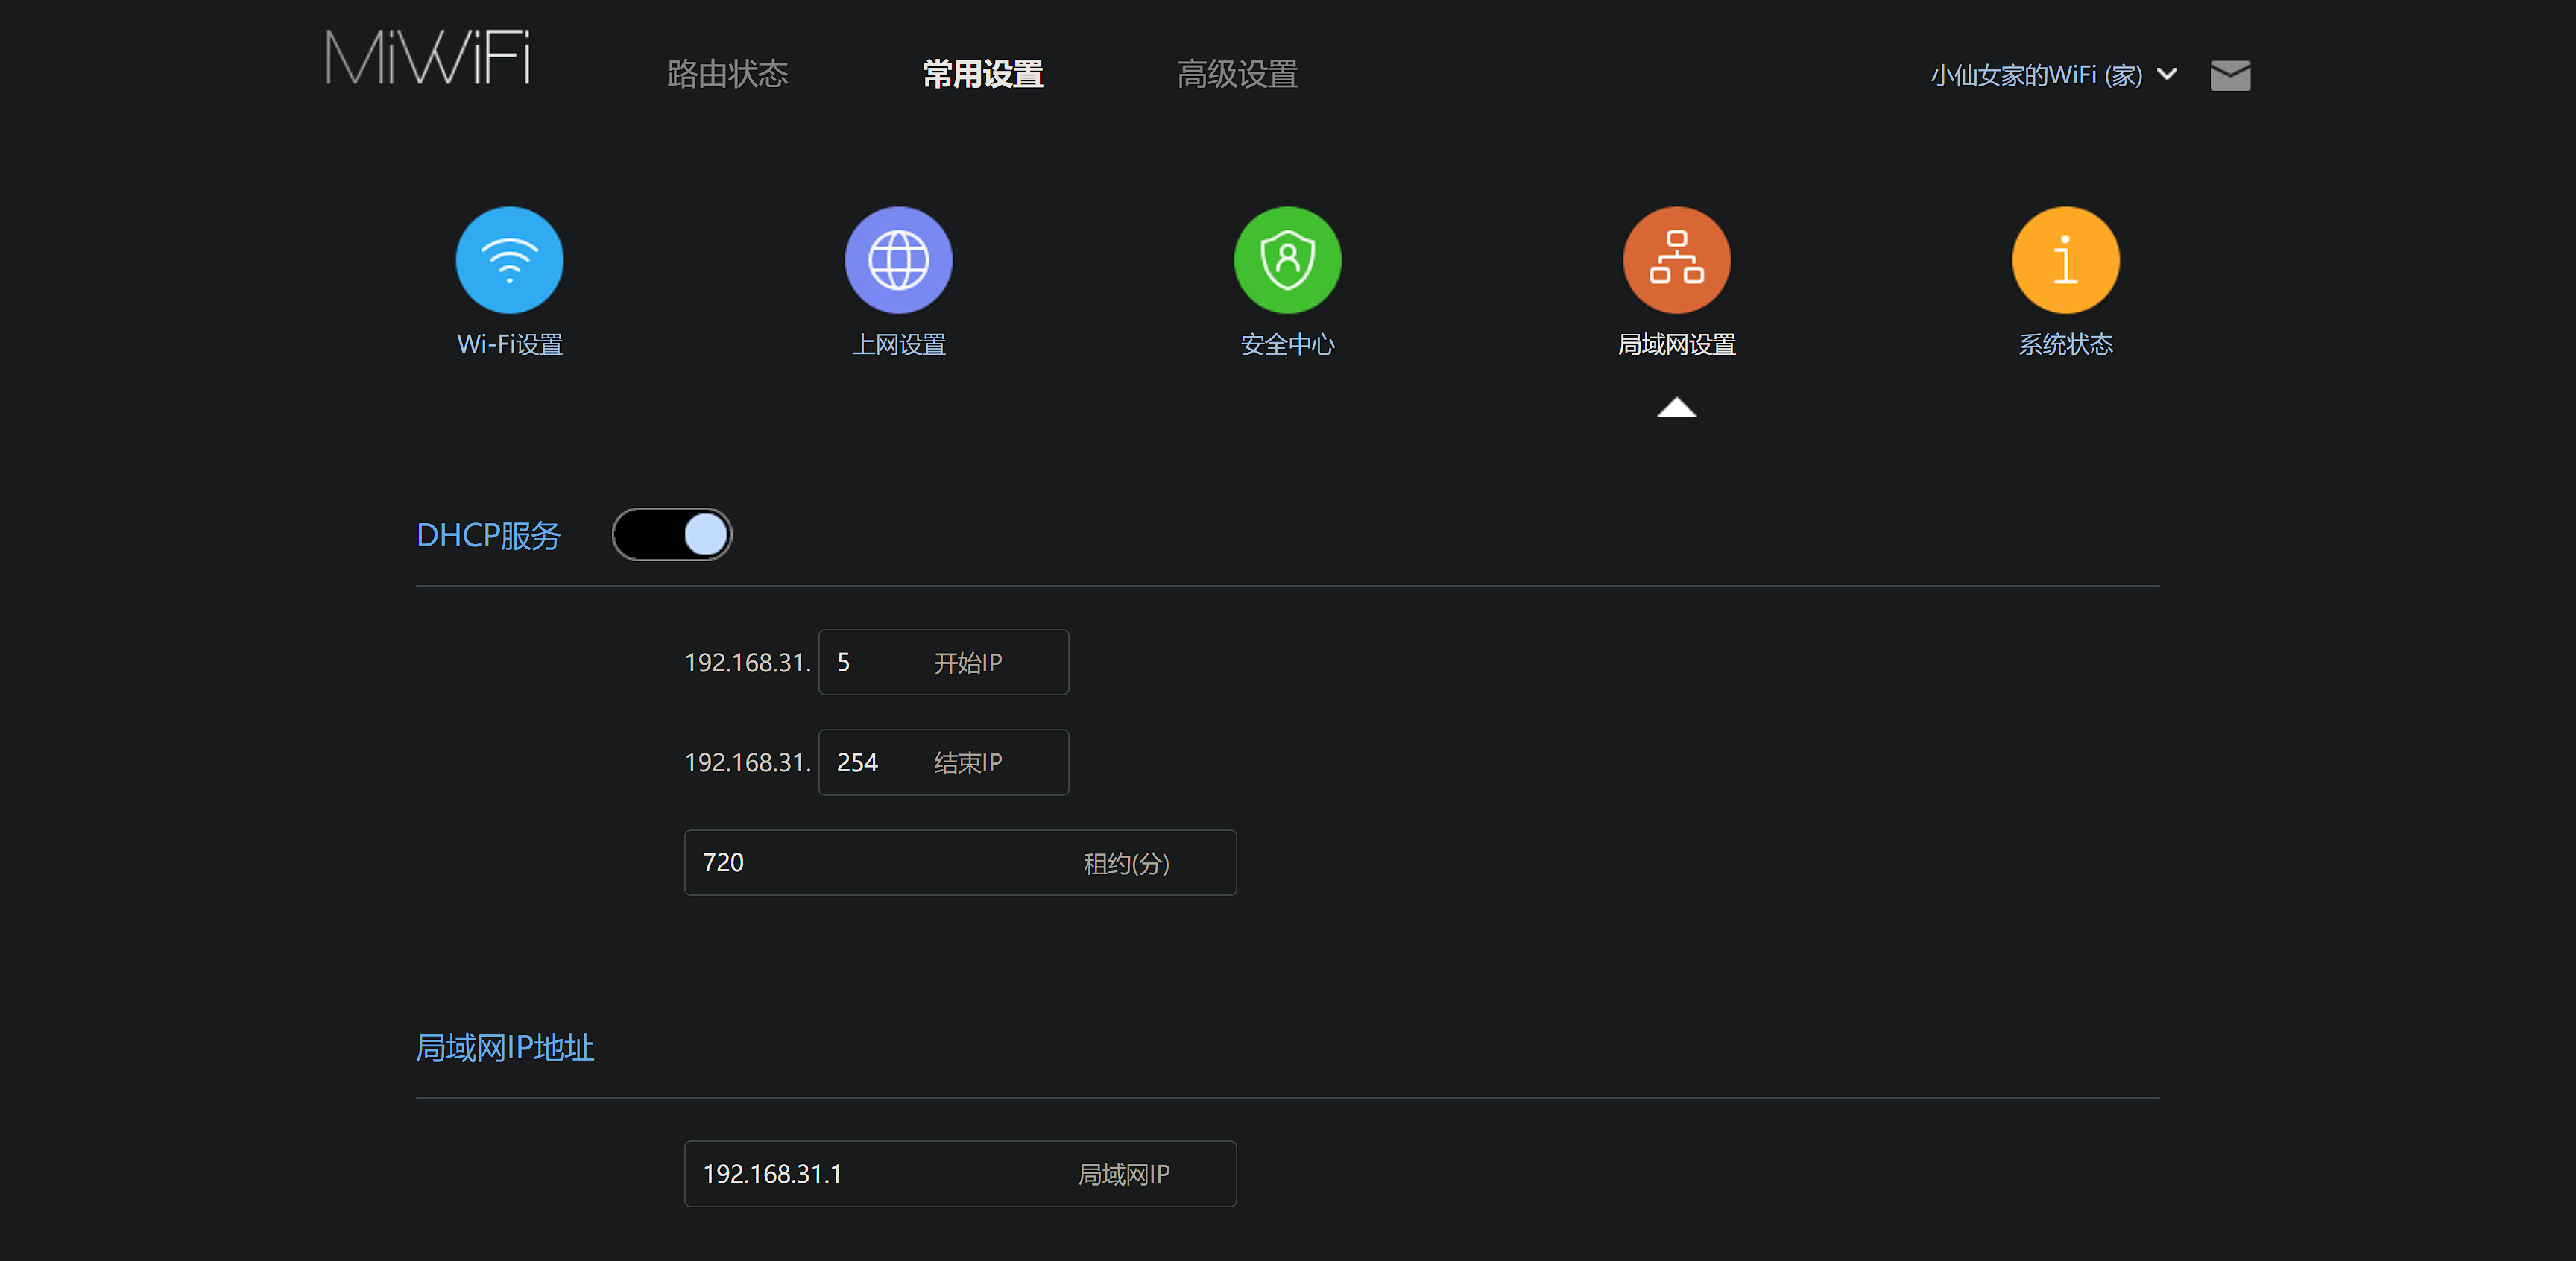 MiWiFi
路由状态
常用设置
高级设置
小仙女家的WiFi (家)
Wi-Fi设置
上网设置
安全中心
局域网设置
系统状态
DHCP服务
192.168.31. 5 开始IP
192.168.31. 254 结束IP
720 租约(分)
局域网IP地址
192.168.31.1 局域网IP